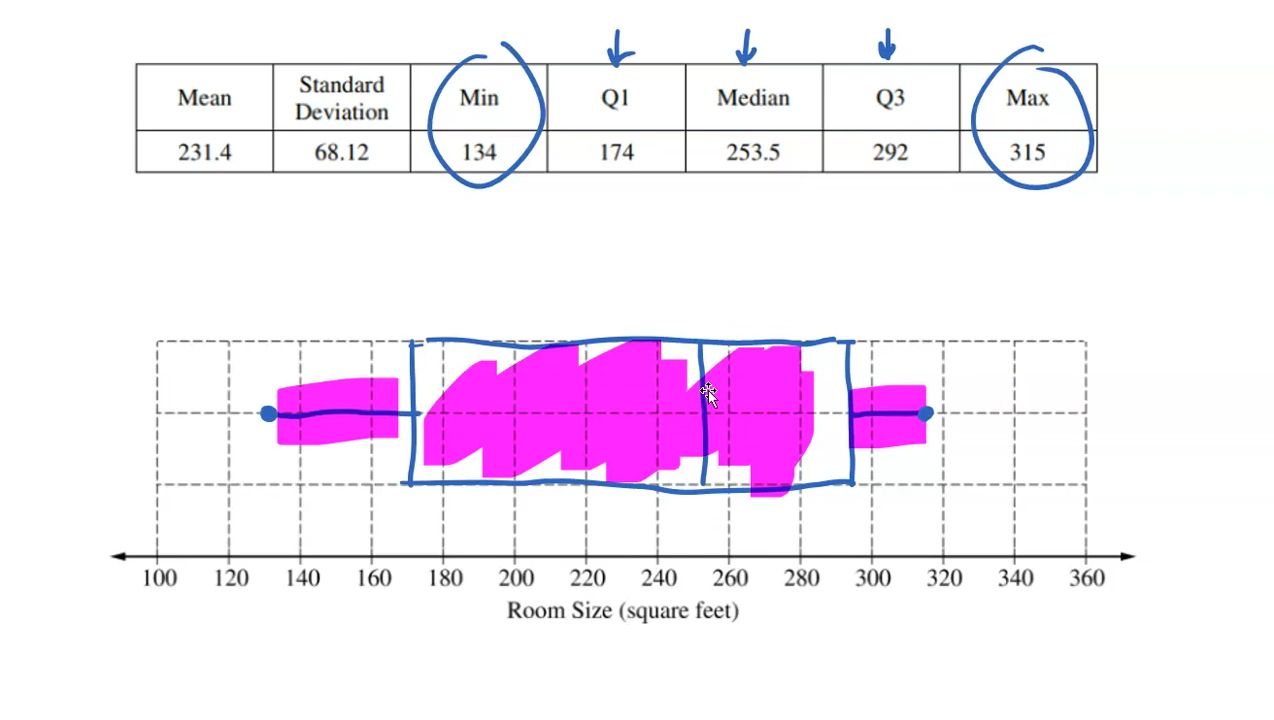 Mean Standard Deviation Min Q1 Median Q3 Max
231.4 68.12 134 174 253.5 292 315
100 120 140 160 180 200 220 240 260 280 300 320 340 360
Room Size (square feet)